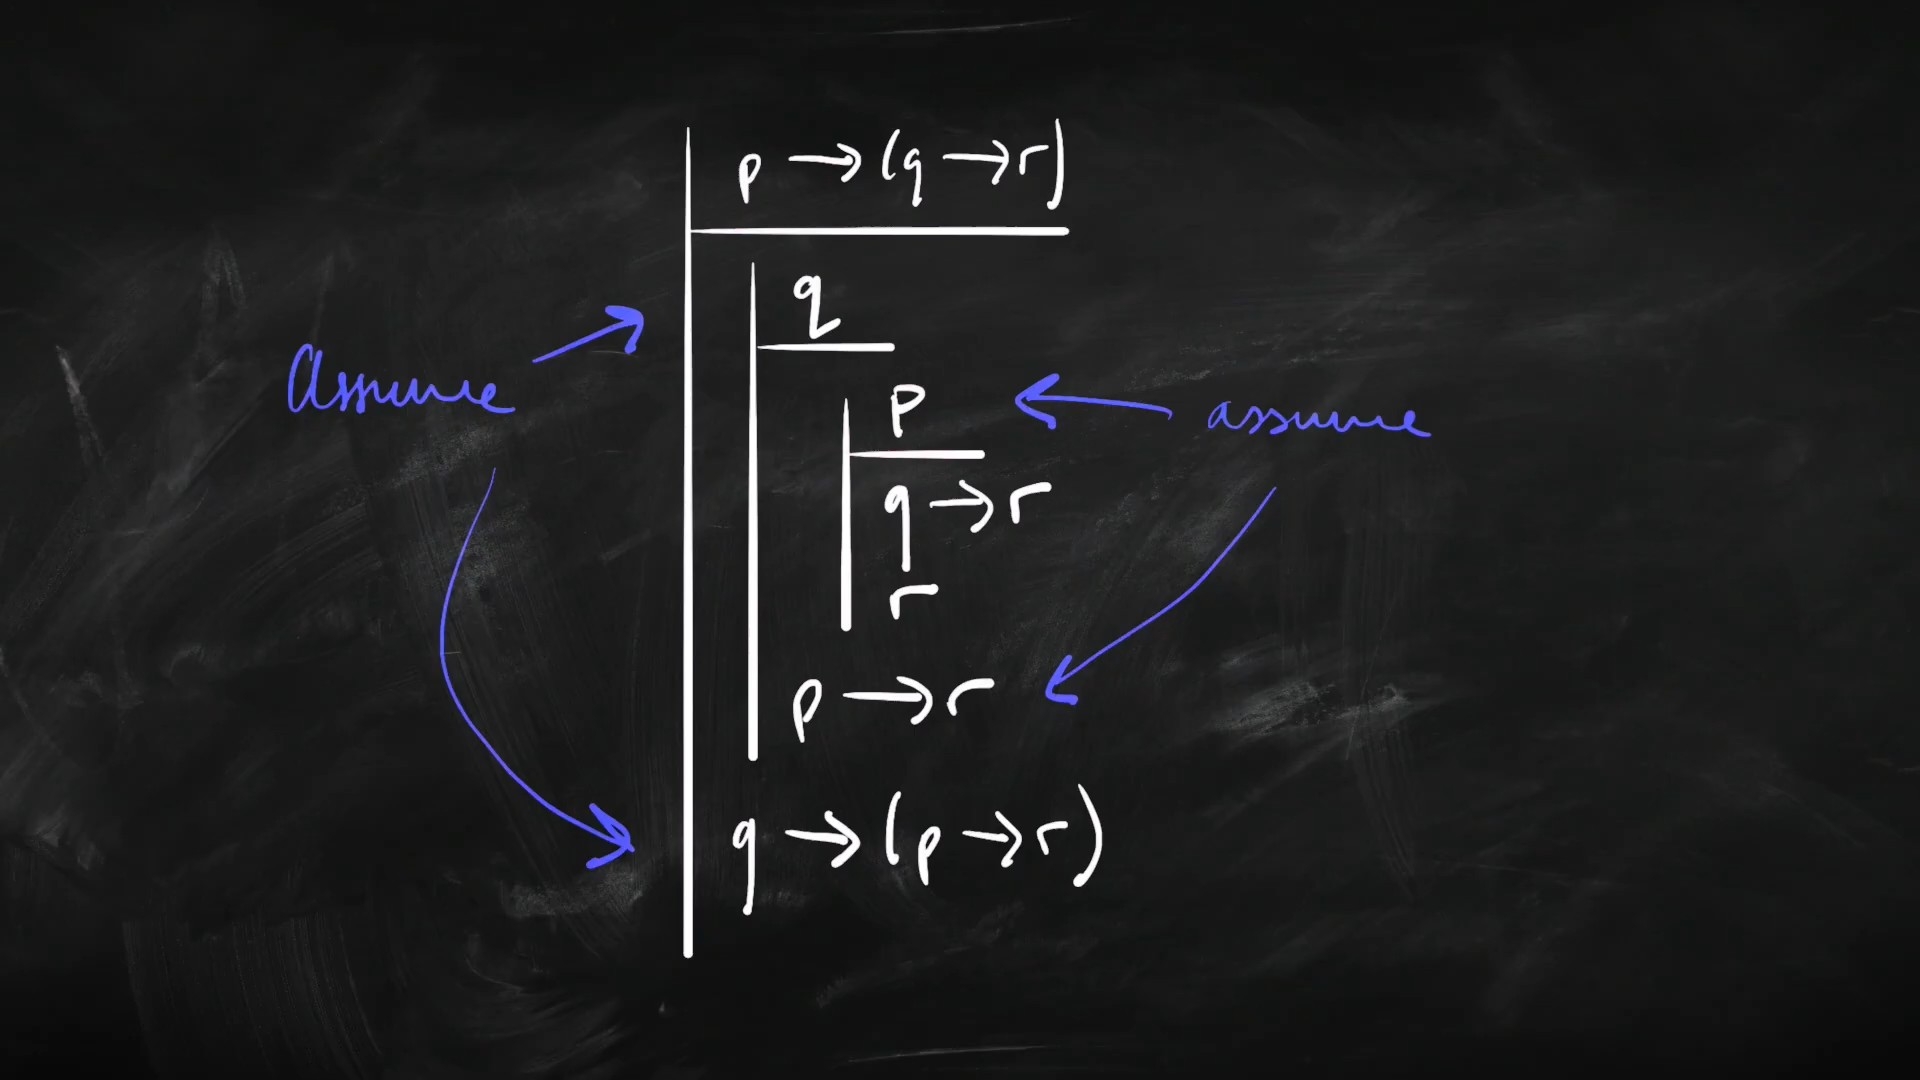 p → (q → r)
q
Assume
p
assume
q → r
r
p → r
q → (p → r)